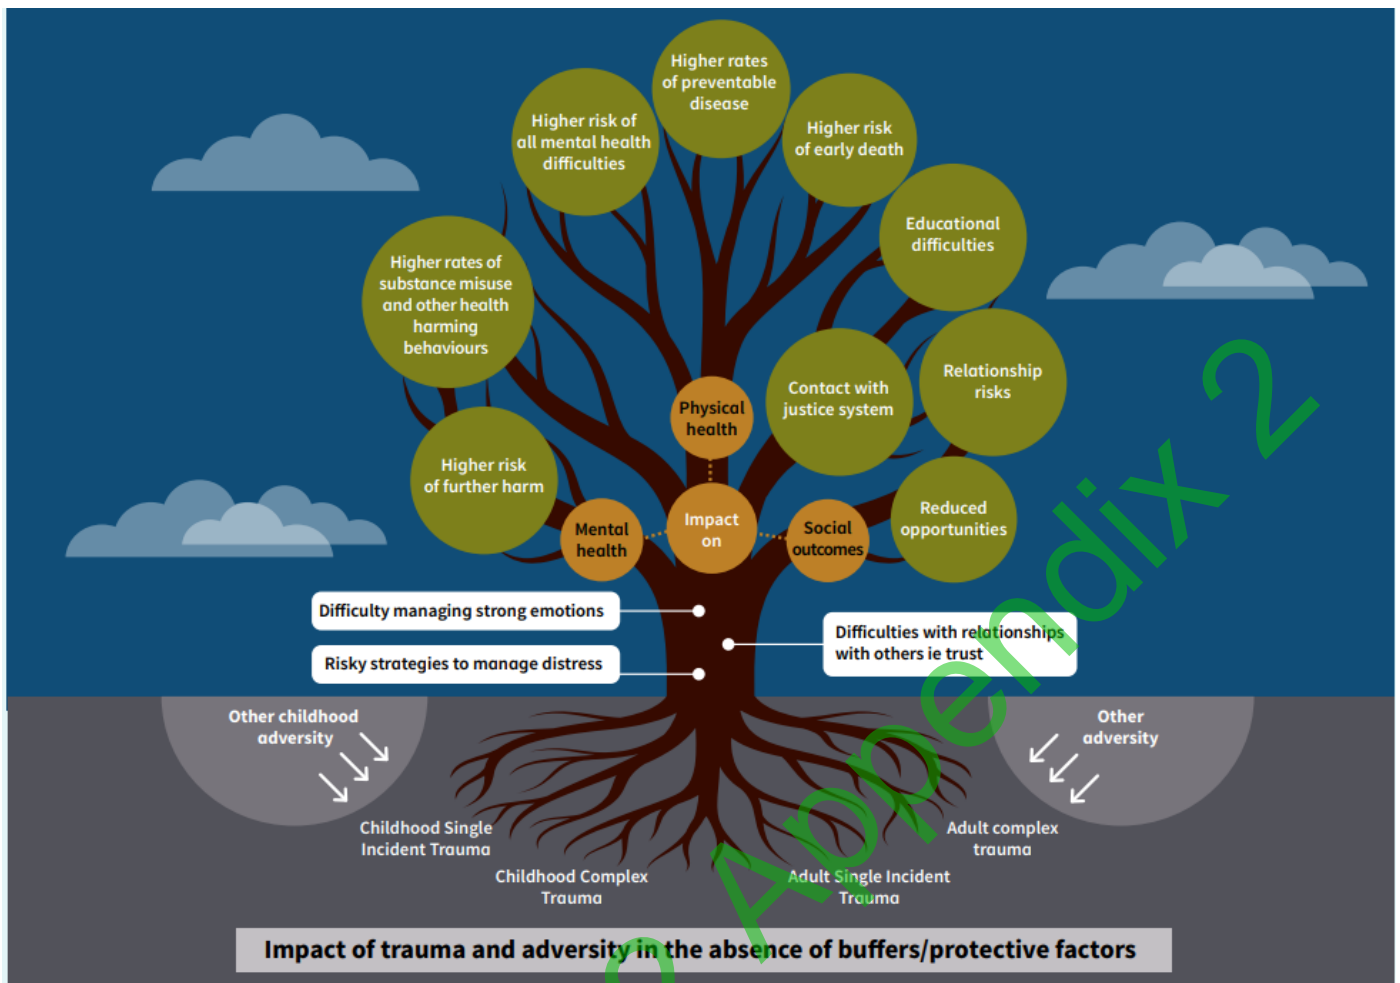 Higher rates
of preventable
disease
Higher risk of
all mental health
difficulties
Higher risk
of early death
Educational
difficulties
Higher rates of
substance misuse
and other health
harming
behaviours
Relationship
risks
Contact with
justice system
Physical
health
Higher risk
of further harm
Reduced
opportunities
Mental
health
Impact
on
Social
outcomes
Difficulty managing strong emotions
Difficulties with relationships
with others ie trust
Risky strategies to manage distress
Other childhood
adversity
Other
adversity
Childhood Single
Incident Trauma
Adult complex
trauma
Childhood Complex
Trauma
Adult Single Incident
Trauma
Impact of trauma and adversity in the absence of buffers/protective factors
Appendix 2